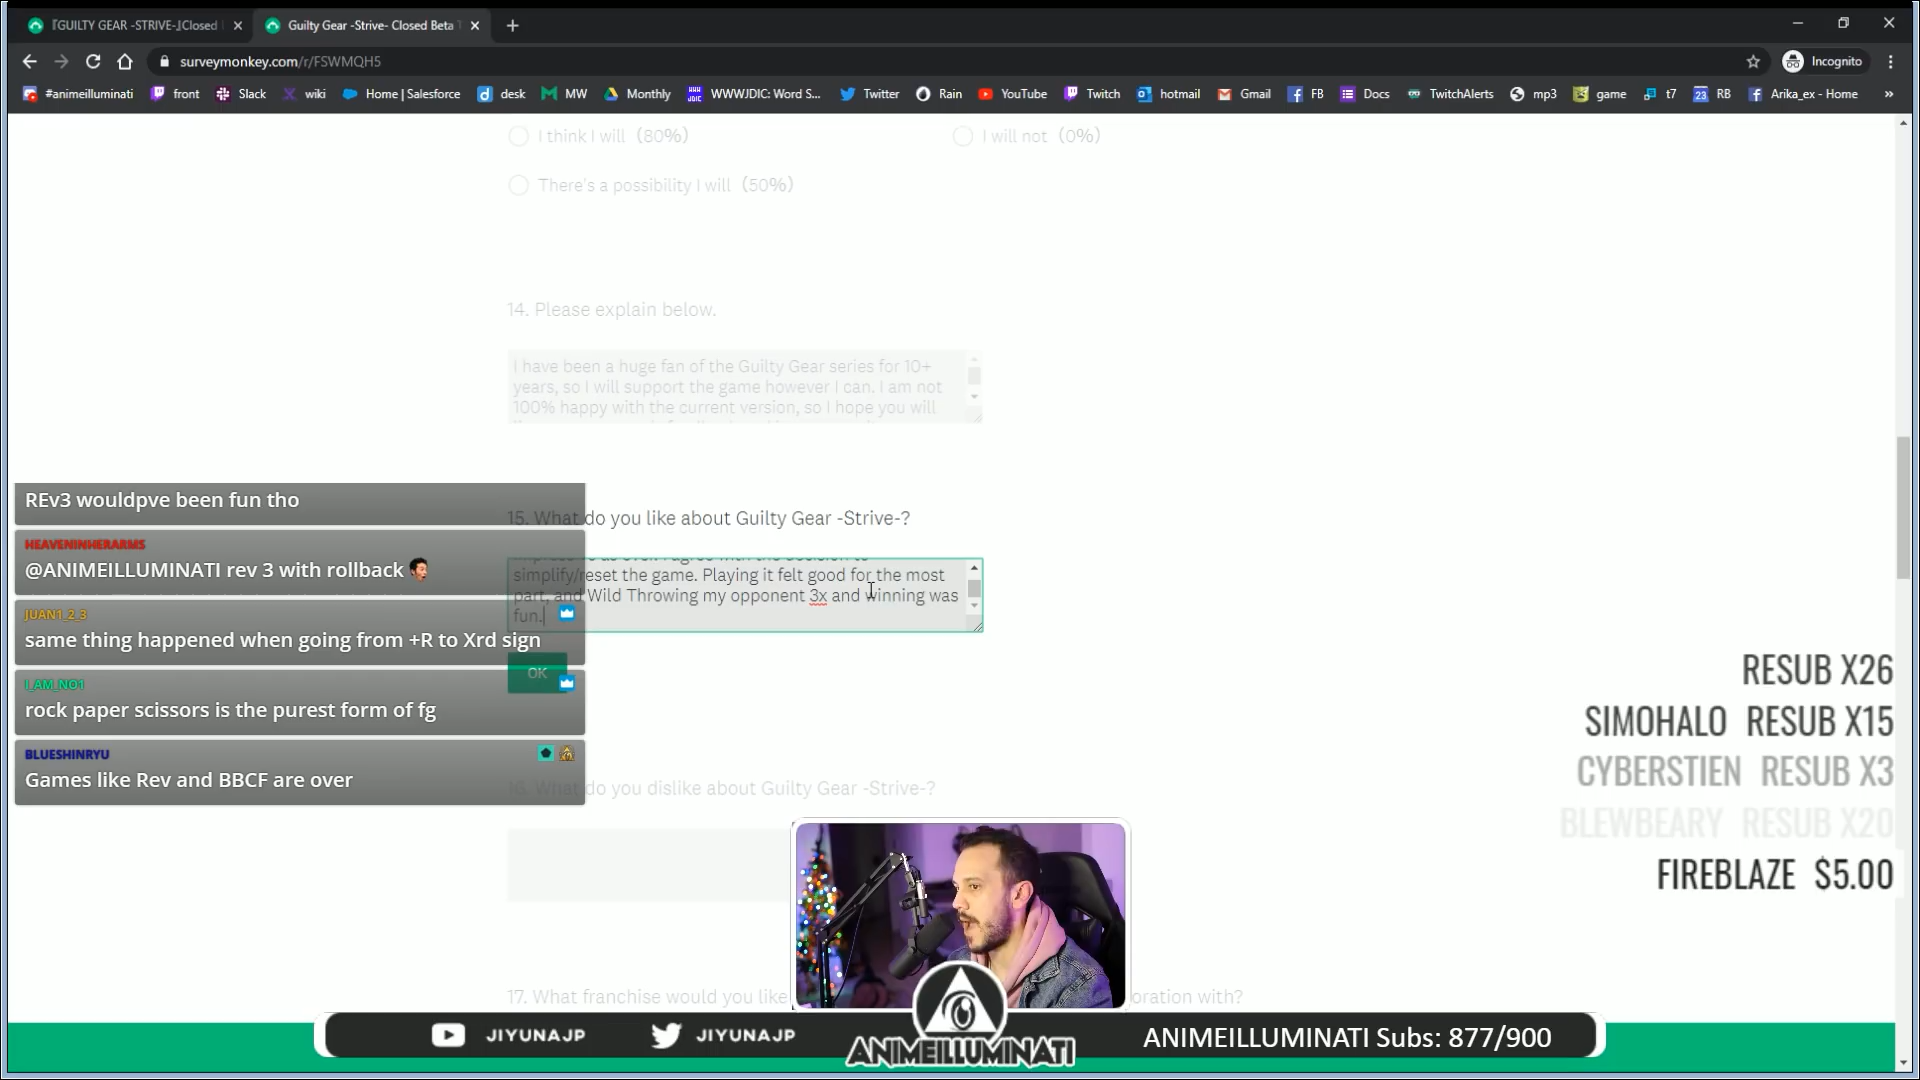 『GUILTY GEAR -STRIVE-』Closed
Guilty Gear -Strive- Closed Beta
surveymonkey.com/r/FSWMQH5
Incognito
#animeilluminati
front
Slack
wiki
Home | Salesforce
desk
MW
Monthly
WWWJDIC: Word S...
Twitter
Rain
YouTube
Twitch
hotmail
Gmail
FB
Docs
TwitchAlerts
mp3
game
t7
23
RB
Arika_ex - Home
»
I think I will (80%)
I will not (0%)
There's a possibility I will (50%)
14. Please explain below.
I have been a huge fan of the Guilty Gear series for 10+
years, so I will support the game however I can. I am not
100% happy with the current version, so I hope you will
15. What do you like about Guilty Gear -Strive-?
simplify/reset the game. Playing it felt good for the most
part, and Wild Throwing my opponent 3x and winning was
fun.
OK
16. What do you dislike about Guilty Gear -Strive-?
17. What franchise would you like
oration with?
REv3 wouldpve been fun tho
HEAVENINHERARMS
@ANIMEILLUMINATI rev 3 with rollback
JUAN1_2_3
same thing happened when going from +R to Xrd sign
I_AM_NO1
rock paper scissors is the purest form of fg
BLUESHINRYU
Games like Rev and BBCF are over
RESUB X26
SIMOHALO RESUB X15
CYBERSTIEN RESUB X3
BLEWBEARY RESUB X20
FIREBLAZE $5.00
JIYUNAJP
JIYUNAJP
ANIMEILLUMINATI
ANIMEILLUMINATI Subs: 877/900